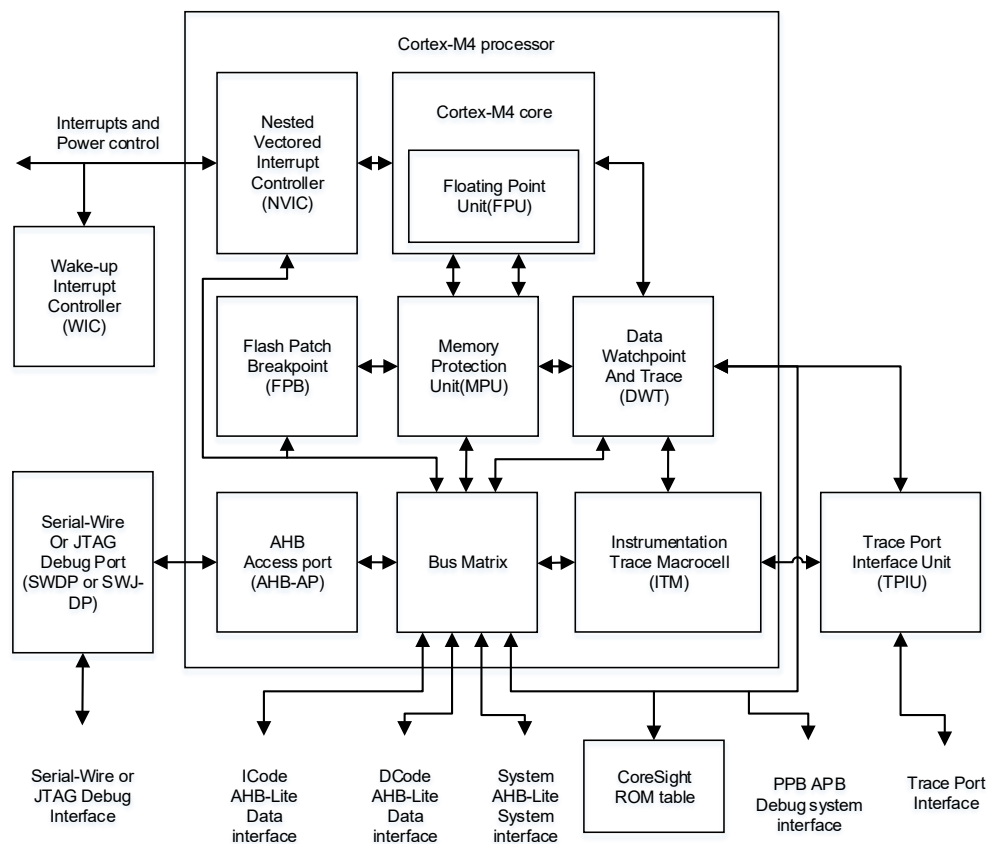 Cortex-M4 processor
Interrupts and
Power control
Nested
Vectored
Interrupt
Controller
(NVIC)
Cortex-M4 core
Floating Point
Unit(FPU)
Wake-up
Interrupt
Controller
(WIC)
Flash Patch
Breakpoint
(FPB)
Memory
Protection
Unit(MPU)
Data
Watchpoint
And Trace
(DWT)
Serial-Wire
Or JTAG
Debug Port
(SWDP or SWJ-
DP)
AHB
Access port
(AHB-AP)
Bus Matrix
Instrumentation
Trace Macrocell
(ITM)
Trace Port
Interface Unit
(TPIU)
Serial-Wire or
JTAG Debug
Interface
ICode
AHB-Lite
Data
interface
DCode
AHB-Lite
Data
interface
System
AHB-Lite
System
interface
CoreSight
ROM table
PPB APB
Debug system
interface
Trace Port
Interface